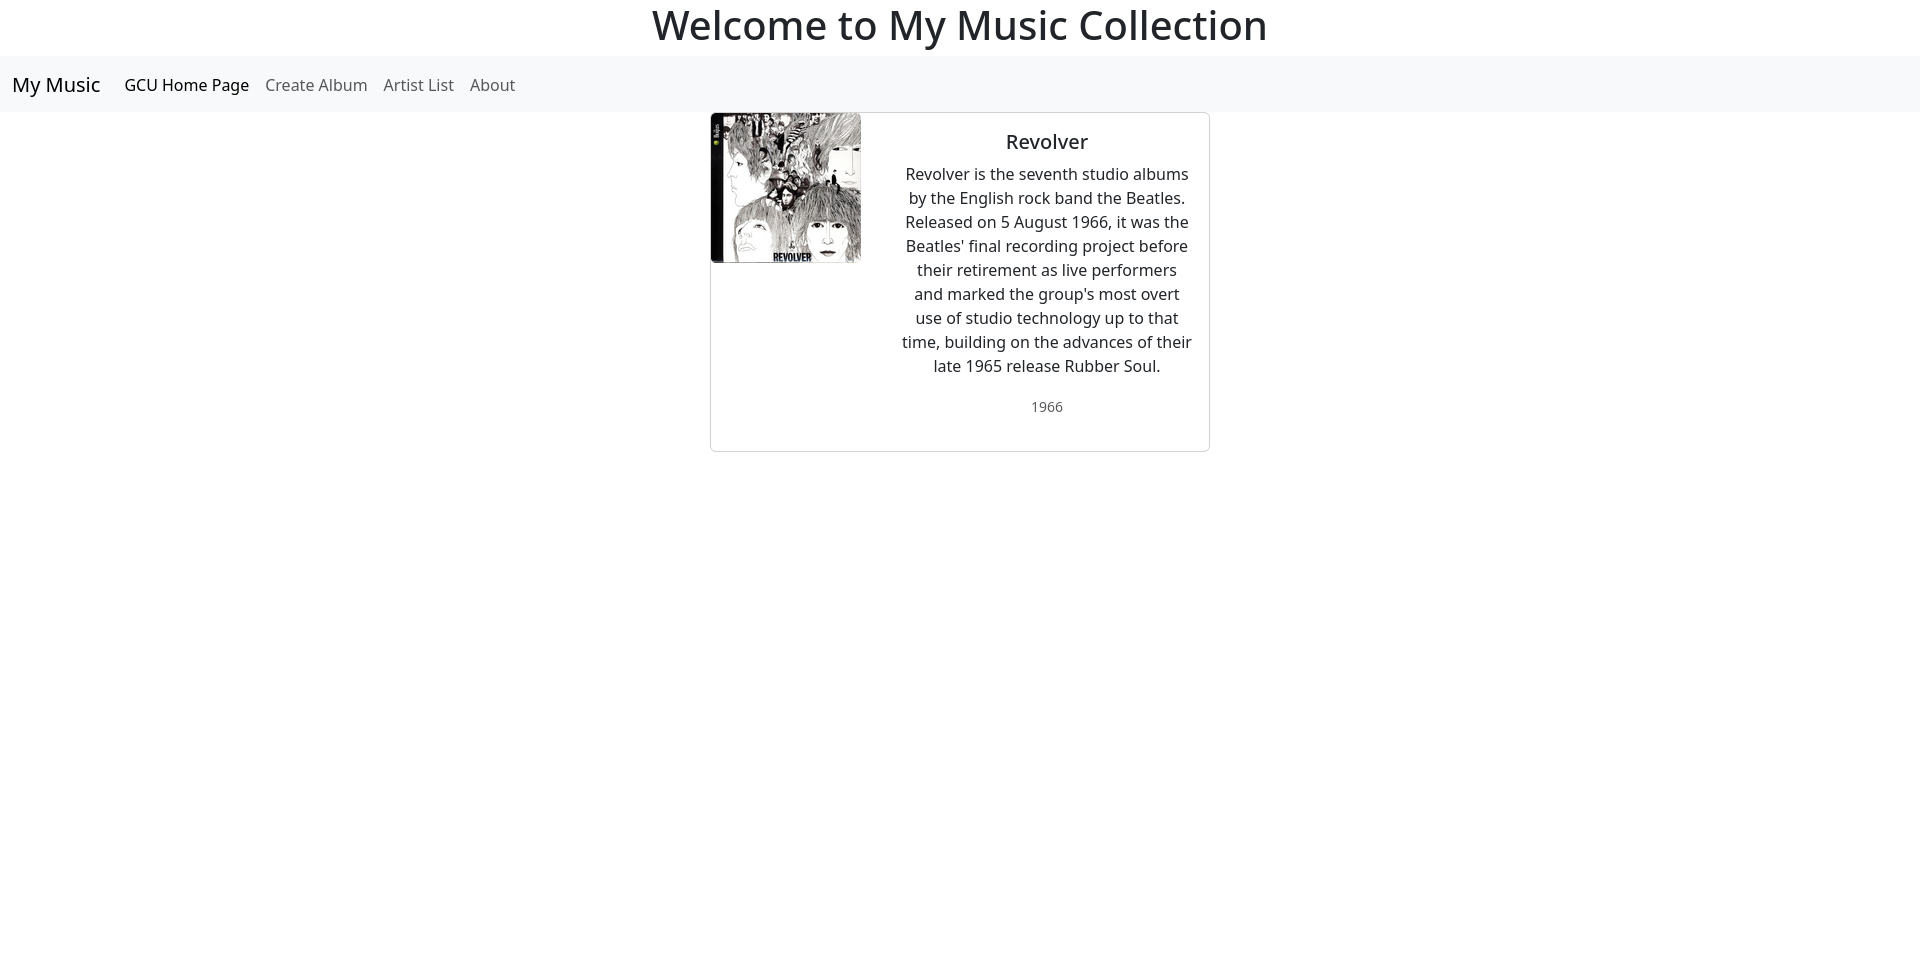 Welcome to My Music Collection
My Music GCU Home Page Create Album Artist List About
REVOLVER
Revolver
Revolver is the seventh studio albums
by the English rock band the Beatles.
Released on 5 August 1966, it was the
Beatles' final recording project before
their retirement as live performers
and marked the group's most overt
use of studio technology up to that
time, building on the advances of their
late 1965 release Rubber Soul.
1966